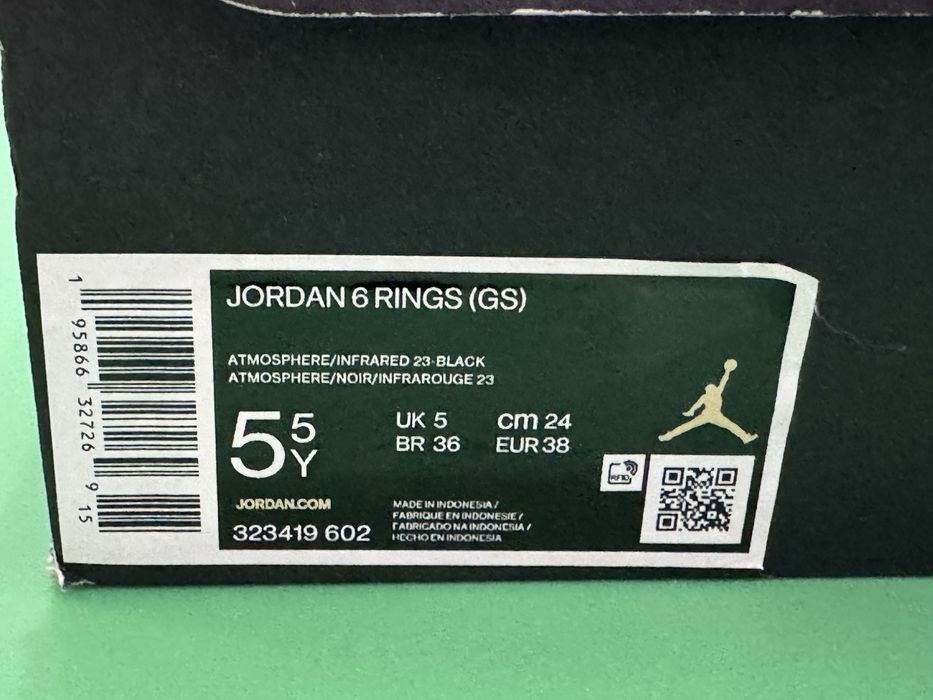 1 95866 32726 9 15
JORDAN 6 RINGS (GS)
ATMOSPHERE/INFRARED 23-BLACK
ATMOSPHERE/NOIR/INFRAROUGE 23
5 5 Y
UK 5 cm 24
BR 36 EUR 38
RFID
JORDAN.COM
323419 602
MADE IN INDONESIA /
FABRIQUE EN INDONESIE /
FABRICADO NA INDONESIA /
HECHO EN INDONESIA